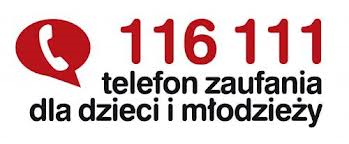 116 111
telefon zaufania
dla dzieci i młodzieży